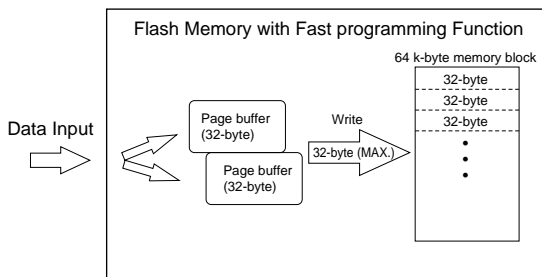 Flash Memory with Fast programming Function
64 k-byte memory block
32-byte
32-byte
32-byte
Data Input
Page buffer
(32-byte)
Page buffer
(32-byte)
Write
32-byte (MAX.)